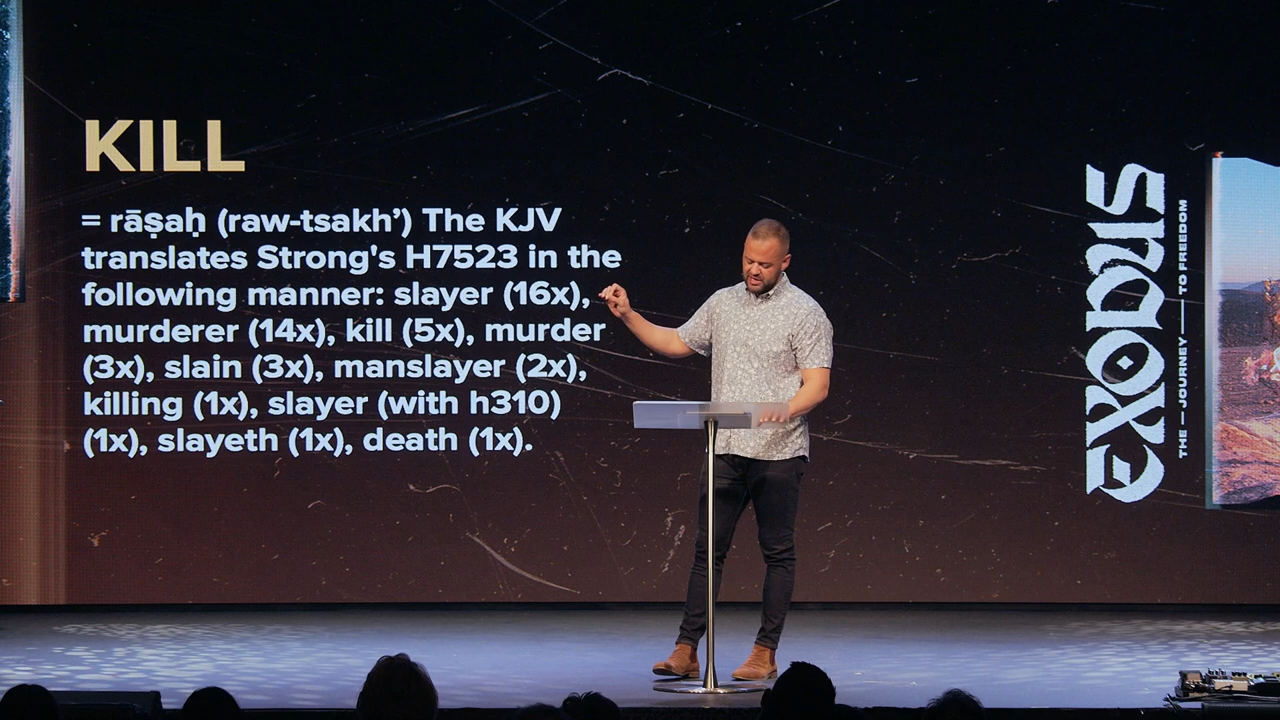 KILL
= rāṣaḥ (raw-tsakh’) The KJV
translates Strong's H7523 in the
following manner: slayer (16x),
murderer (14x), kill (5x), murder
(3x), slain (3x), manslayer (2x),
killing (1x), slayer (with h310)
(1x), slayeth (1x), death (1x).
EXODUS
THE — JOURNEY — TO FREEDOM